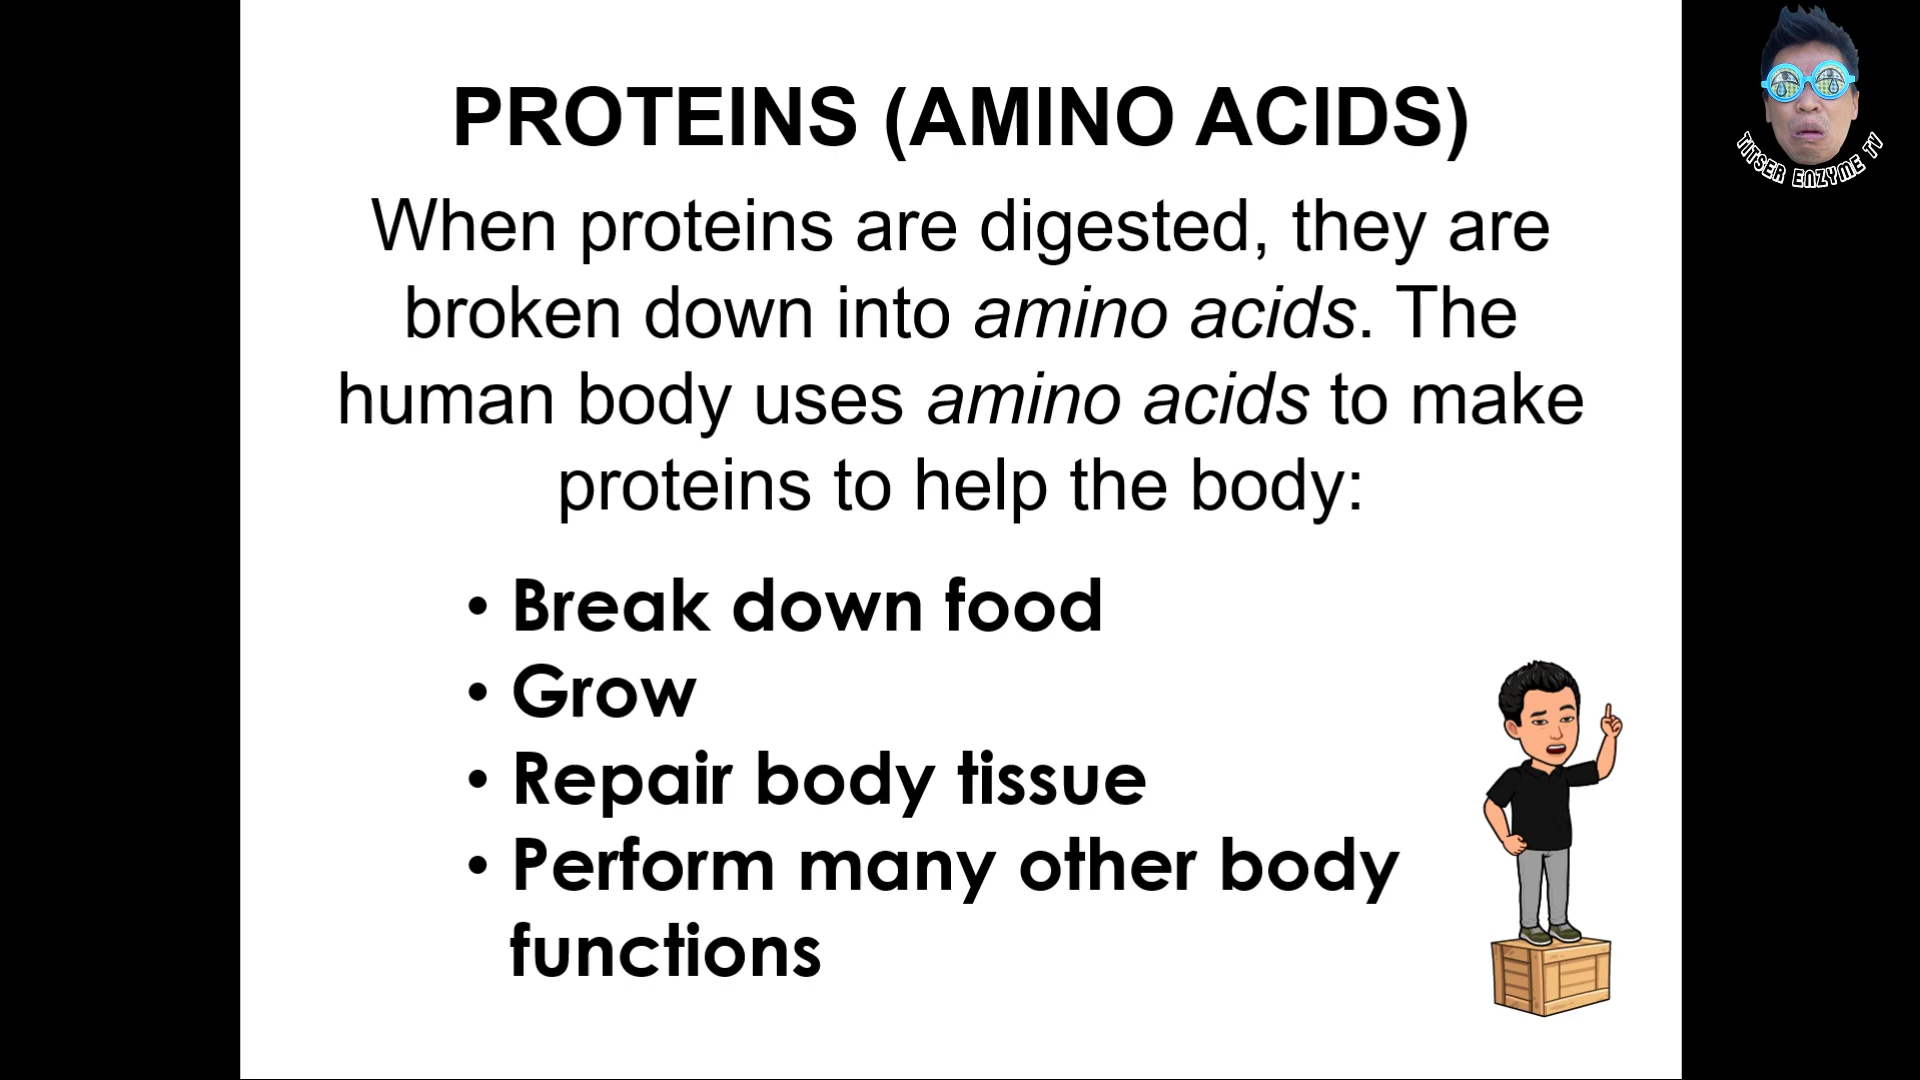 PROTEINS (AMINO ACIDS)
When proteins are digested, they are
broken down into amino acids. The
human body uses amino acids to make
proteins to help the body:
• Break down food
• Grow
• Repair body tissue
• Perform many other body
functions
TITSER ENZYME TV